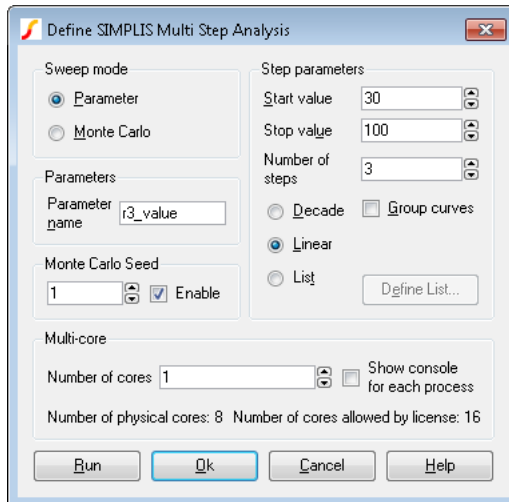 Define SIMPLIS Multi Step Analysis
Sweep mode
Parameter
Monte Carlo
Parameters
Parameter
name
r3_value
Monte Carlo Seed
1
Enable
Step parameters
Start value
30
Stop value
100
Number of
steps
3
Decade
Group curves
Linear
List
Define List...
Multi-core
Number of cores
1
Show console
for each process
Number of physical cores: 8
Number of cores allowed by license: 16
Run
Ok
Cancel
Help